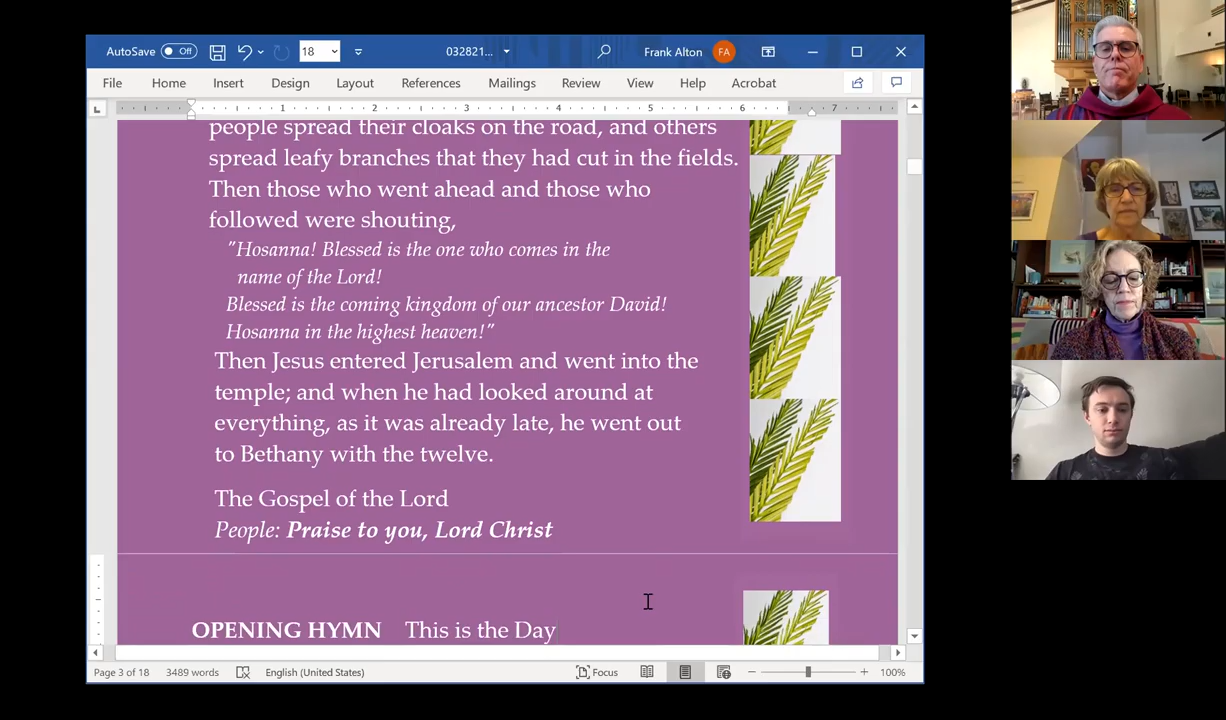 AutoSave Off 18 032821... Frank Alton FA
File Home Insert Design Layout References Mailings Review View Help Acrobat
1 2 3 4 5 6 7
people spread their cloaks on the road, and others
spread leafy branches that they had cut in the fields.
Then those who went ahead and those who
followed were shouting,
"Hosanna! Blessed is the one who comes in the
name of the Lord!
Blessed is the coming kingdom of our ancestor David!
Hosanna in the highest heaven!"
Then Jesus entered Jerusalem and went into the
temple; and when he had looked around at
everything, as it was already late, he went out
to Bethany with the twelve.
The Gospel of the Lord
People: Praise to you, Lord Christ
OPENING HYMN This is the Day
Page 3 of 18 3489 words English (United States) Focus 100%